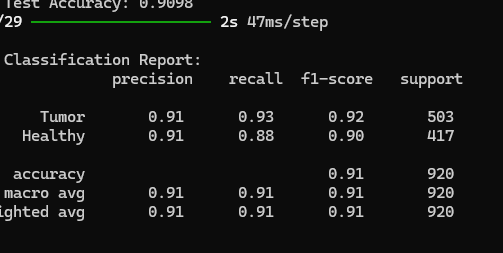 Test Accuracy: 0.9098
/29 ━━━━━━━━━━━━━━━━━━━━ 2s 47ms/step
Classification Report:
precision recall f1-score support
Tumor 0.91 0.93 0.92 503
Healthy 0.91 0.88 0.90 417
accuracy 0.91 920
macro avg 0.91 0.91 0.91 920
ighted avg 0.91 0.91 0.91 920